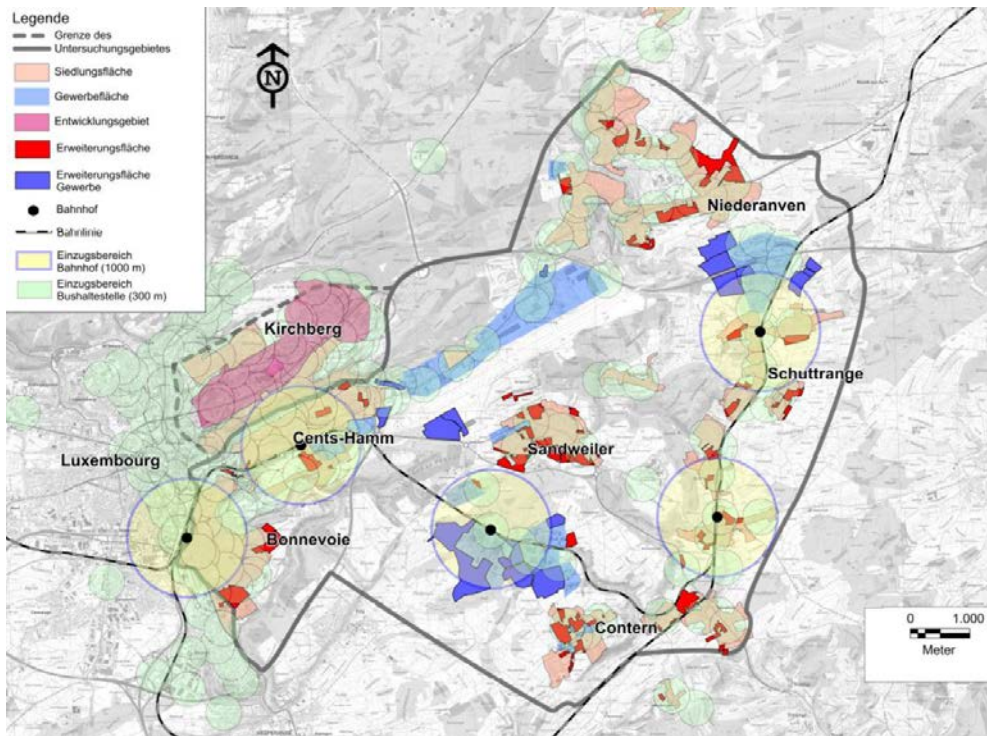 Legende
Grenze des
Untersuchungsgebietes
Siedlungsfläche
Gewerbefläche
Entwicklungsgebiet
Erweiterungsfläche
Erweiterungsfläche
Gewerbe
Bahnhof
Bahnlinie
Einzugsbereich
Bahnhof (1000 m)
Einzugsbereich
Bushaltestelle (300 m)
N
Niederanven
Kirchberg
Schuttrange
Cents-Hamm
Luxembourg
Sandweiler
Bonnevoie
Contern
0 1.000
Meter